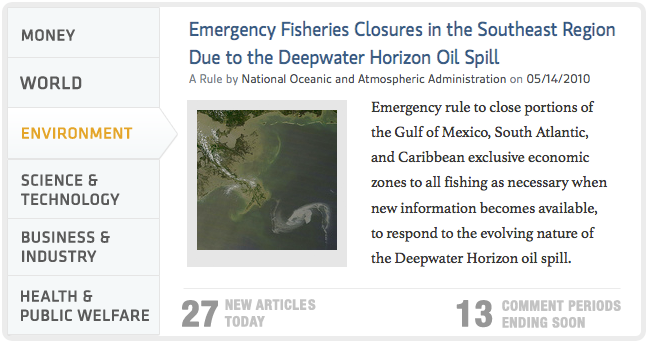 MONEY
WORLD
ENVIRONMENT
SCIENCE &
TECHNOLOGY
BUSINESS &
INDUSTRY
HEALTH &
PUBLIC WELFARE
Emergency Fisheries Closures in the Southeast Region
Due to the Deepwater Horizon Oil Spill
A Rule by National Oceanic and Atmospheric Administration on 05/14/2010
Emergency rule to close portions of
the Gulf of Mexico, South Atlantic,
and Caribbean exclusive economic
zones to all fishing as necessary when
new information becomes available,
to respond to the evolving nature of
the Deepwater Horizon oil spill.
27 NEW ARTICLES
TODAY
13 COMMENT PERIODS
ENDING SOON